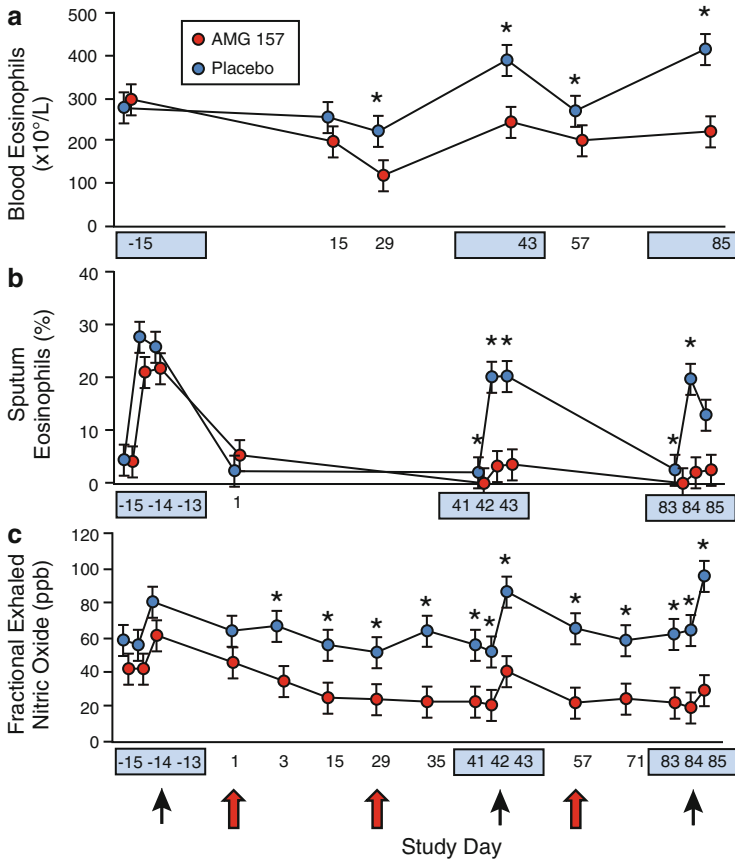 a
500
400
300
200
100
0
Blood Eosinophils
(x10°/L)
AMG 157
Placebo
* * * *
-15 15 29 43 57 85
b
40
30
20
10
0
Sputum
Eosinophils (%)
* * * * *
-15 -14 -13 1 41 42 43 83 84 85
c
120
100
80
60
40
20
0
Fractional Exhaled
Nitric Oxide (ppb)
* * * * * * * * * * * *
-15 -14 -13 1 3 15 29 35 41 42 43 57 71 83 84 85
Study Day